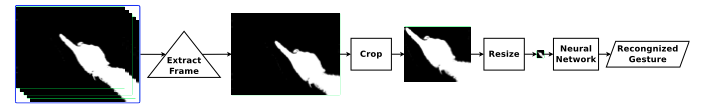 Extract
Frame
Crop
Resize
Neural
Network
Recongnized
Gesture